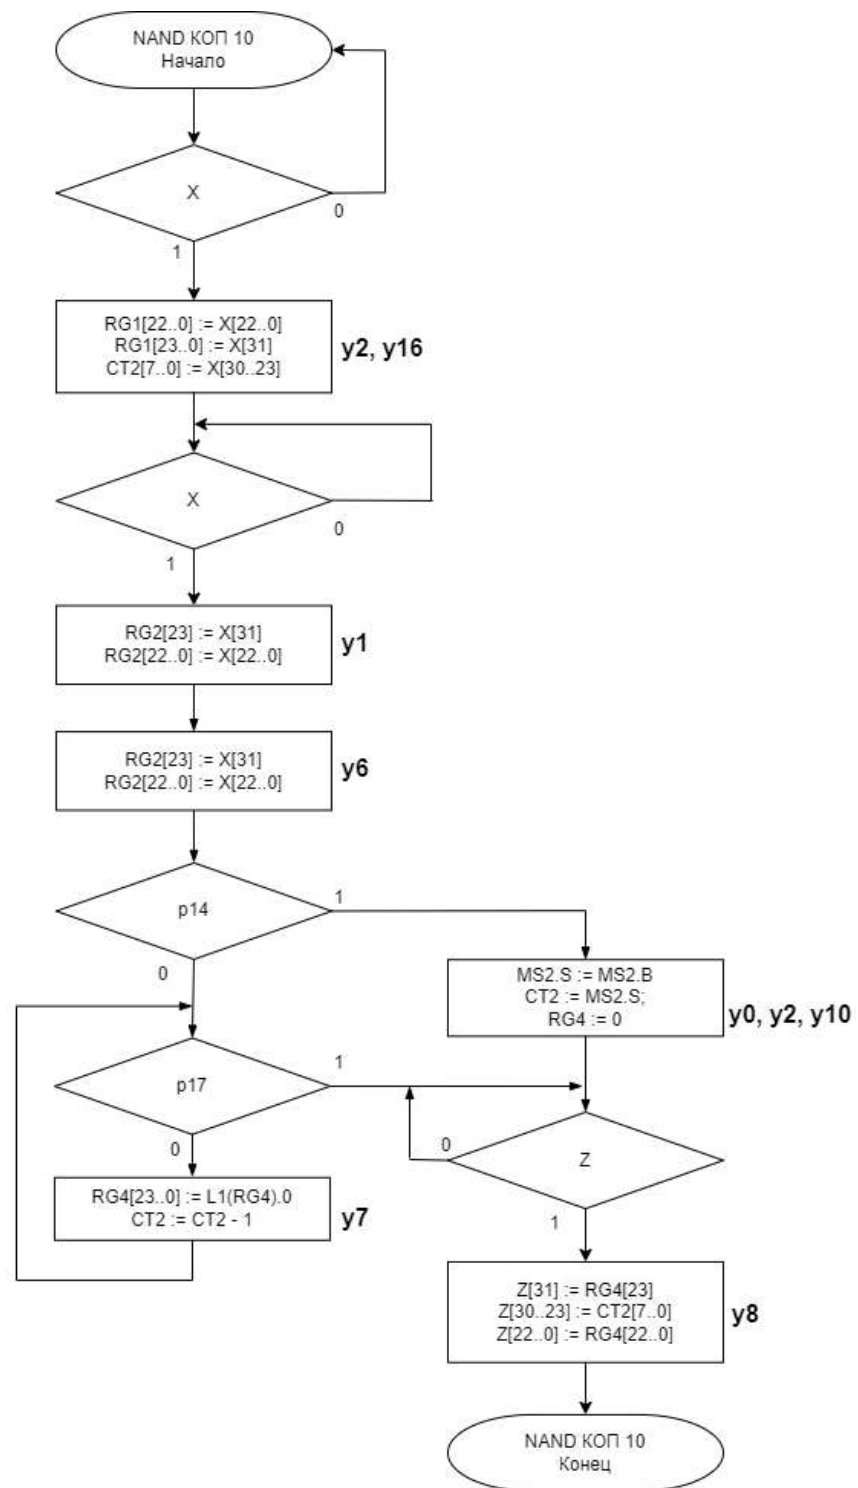 NAND КОП 10
Начало
X
0
1
RG1[22..0] := X[22..0]
RG1[23..0] := X[31]
CT2[7..0] := X[30..23]
y2, y16
X
0
1
RG2[23] := X[31]
RG2[22..0] := X[22..0]
y1
RG2[23] := X[31]
RG2[22..0] := X[22..0]
y6
p14
1
0
MS2.S := MS2.B
CT2 := MS2.S;
RG4 := 0
y0, y2, y10
p17
1
0
RG4[23..0] := L1(RG4).0
CT2 := CT2 - 1
y7
Z
0
1
Z[31] := RG4[23]
Z[30..23] := CT2[7..0]
Z[22..0] := RG4[22..0]
y8
NAND КОП 10
Конец